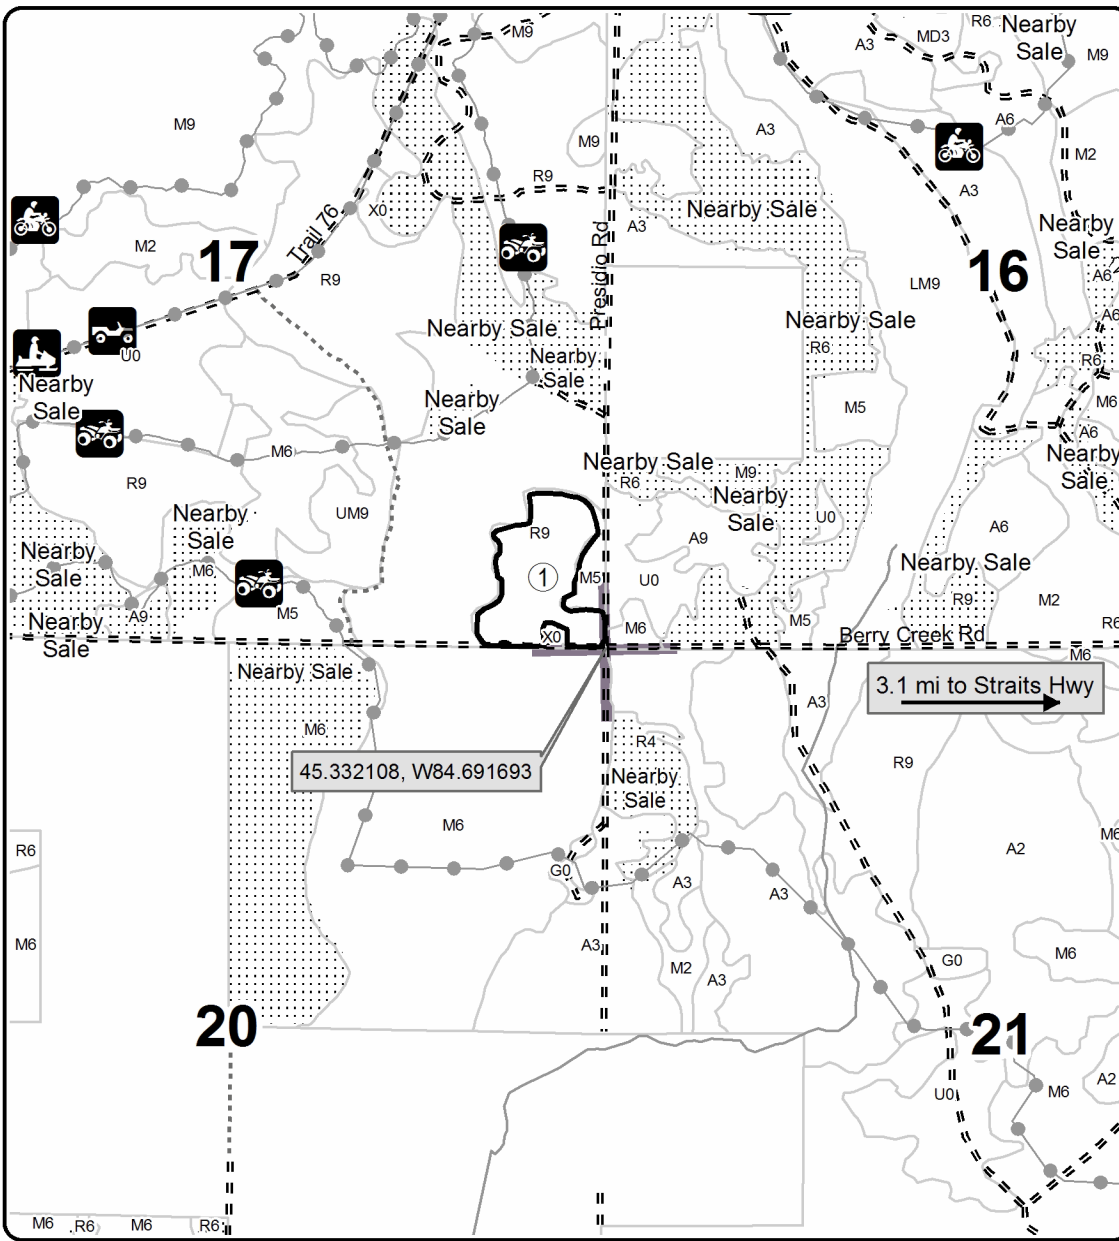 M9
R6
MD3
A3
Nearby
Sale
M9
M9
A3
A6
M9
M2
R9
A3
X0
Nearby Sale
Trail 76
M2
17
R9
Presidio Rd
A3
Nearby
Sale
16
A6
LM9
Nearby Sale
Nearby Sale
A6
U0
R6
R6
Nearby
Sale
Nearby
Sale
Nearby
Sale
M5
M6
A6
M6
Nearby Sale
Nearby
Sale
R9
R6
M9
Nearby
Sale
UM9
Nearby
Sale
U0
A6
R9
A9
Nearby
Sale
Nearby Sale
M6
1
M5
U0
R9
M2
A9
M5
Nearby
Sale
X0
M6
M5
Berry Creek Rd
R6
M6
Nearby Sale
3.1 mi to Straits Hwy
A3
M6
R4
45.332108, W84.691693
R9
Nearby
Sale
M6
M6
R6
A2
G0
A3
A3
M6
A3
M6
G0
M2
A3
20
21
U0
M6
A2
M6
R6
M6
R6